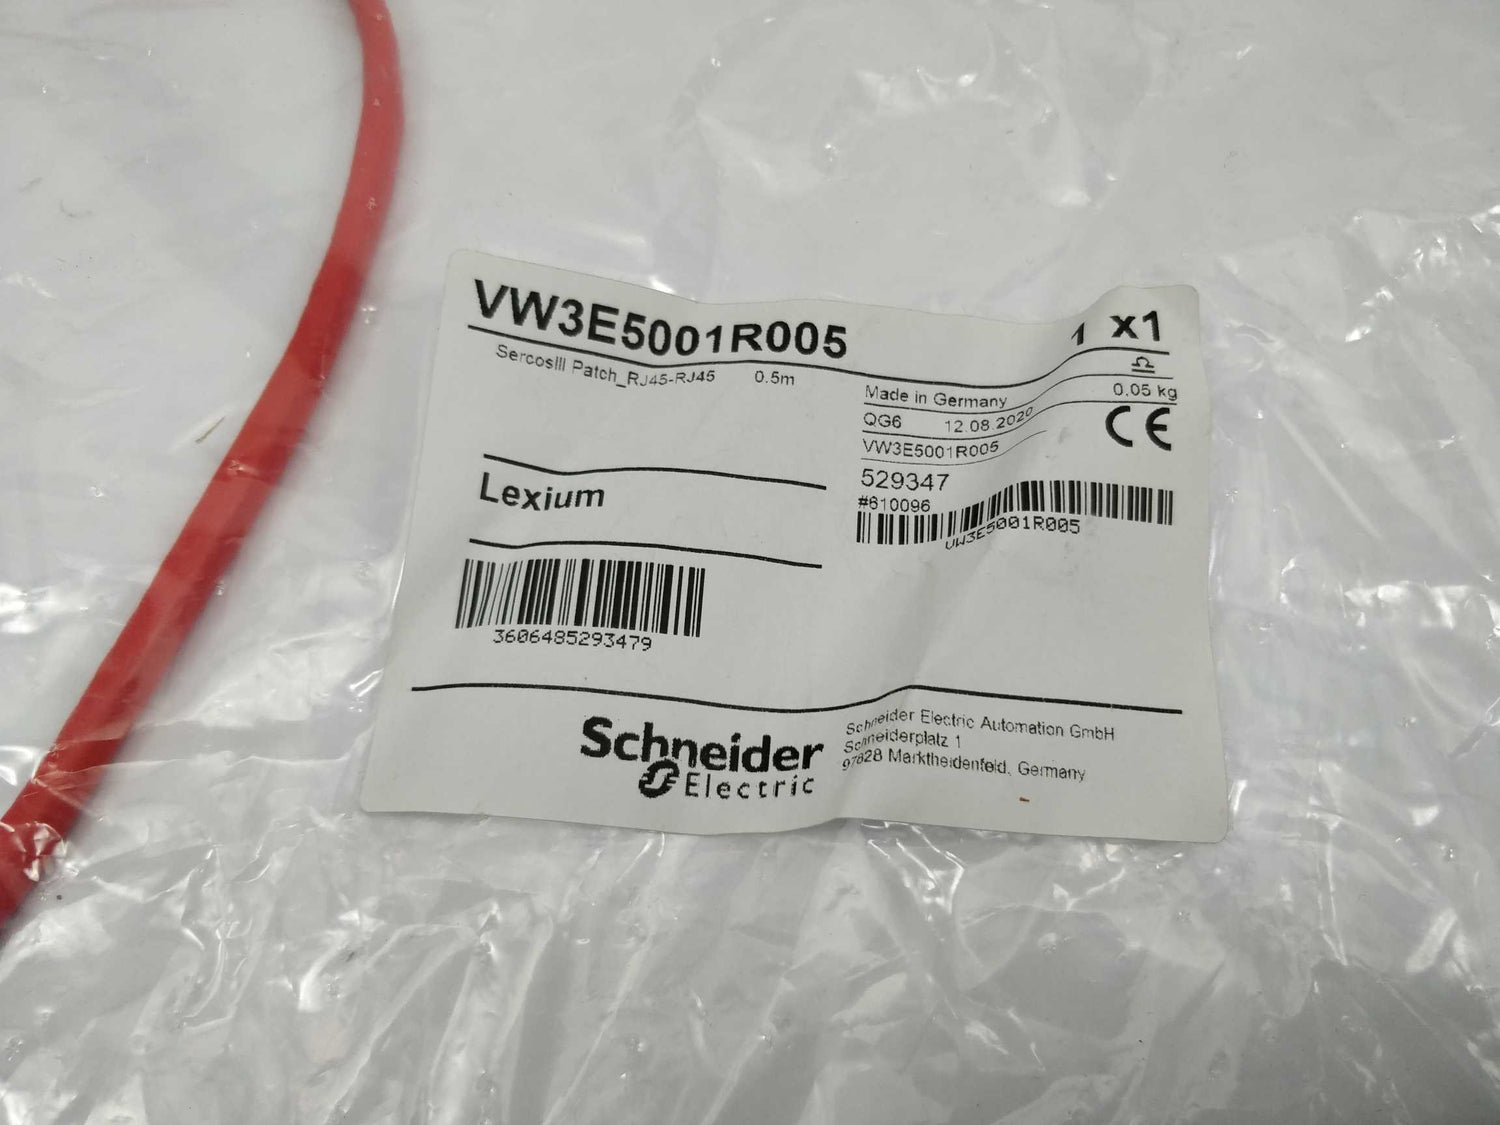 VW3E5001R005
1 x1
SercosIII Patch_RJ45-RJ45 0.5m
Made in Germany
0.05 kg
QG6 12.08.2020
CE
VW3E5001R005
529347
#610096
VW3E5001R005
Lexium
3606485293479
Schneider
Electric
Schneider Electric Automation GmbH
Schneiderplatz 1
97828 Marktheidenfeld, Germany